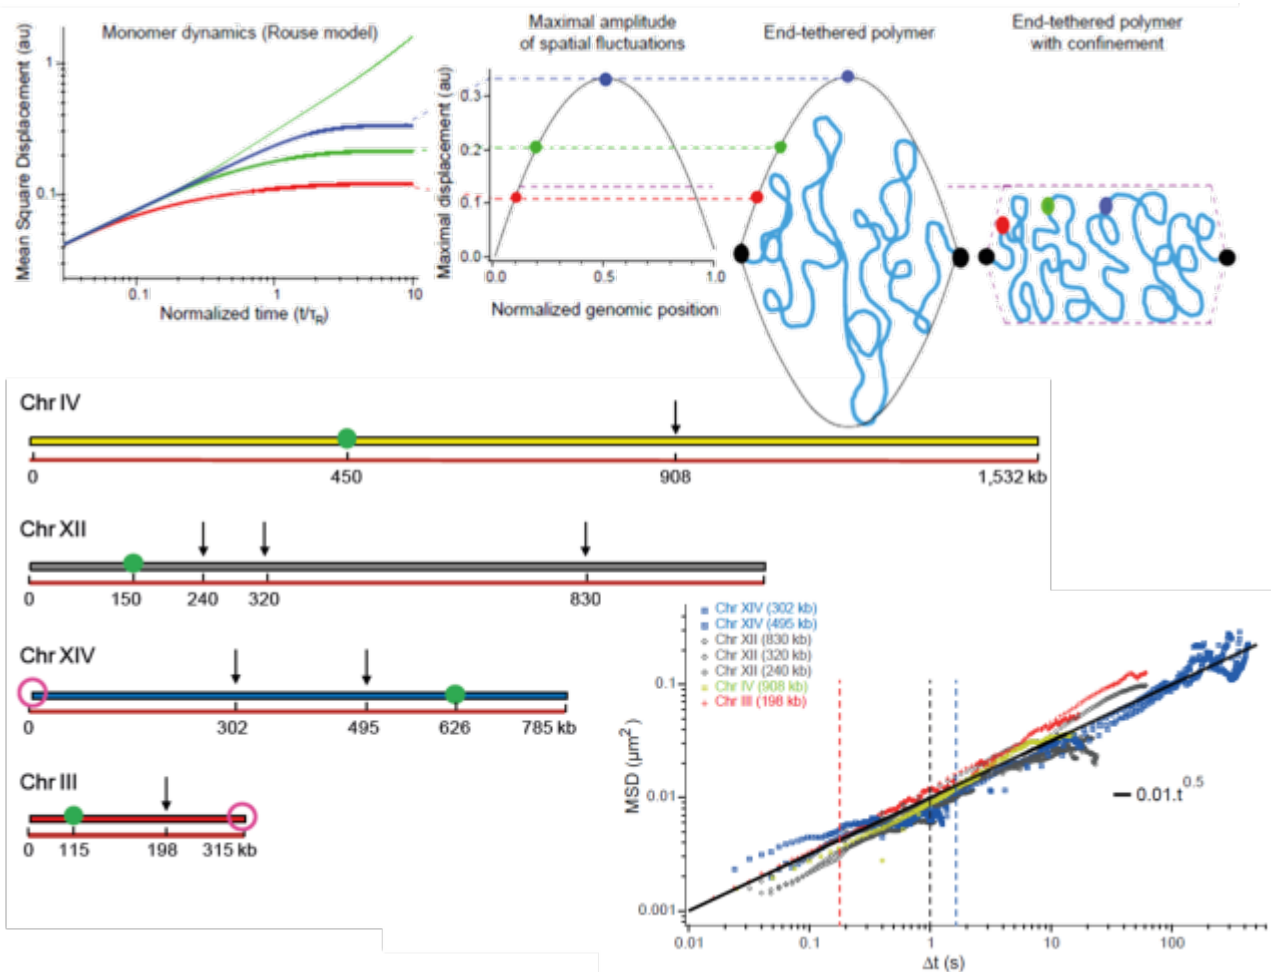 Monomer dynamics (Rouse model)
Mean Square Displacement (au)
1
0.1
0.1
1
10
Normalized time (t/τR)
Maximal amplitude
of spatial fluctuations
Maximal displacement (au)
0.3
0.2
0.1
0.0
0.0
0.5
1.0
Normalized genomic position
End-tethered polymer
End-tethered polymer
with confinement
Chr IV
0
450
908
1,532 kb
Chr XII
0
150
240
320
830
Chr XIV
0
302
495
626
785 kb
Chr III
0
115
198
315 kb
Chr XIV (302 kb)
Chr XIV (495 kb)
Chr XII (830 kb)
Chr XII (320 kb)
Chr XII (240 kb)
Chr IV (908 kb)
Chr III (198 kb)
MSD (µm²)
0.1
0.01
0.001
0.01.t^0.5
0.01
0.1
1
10
100
Δt (s)